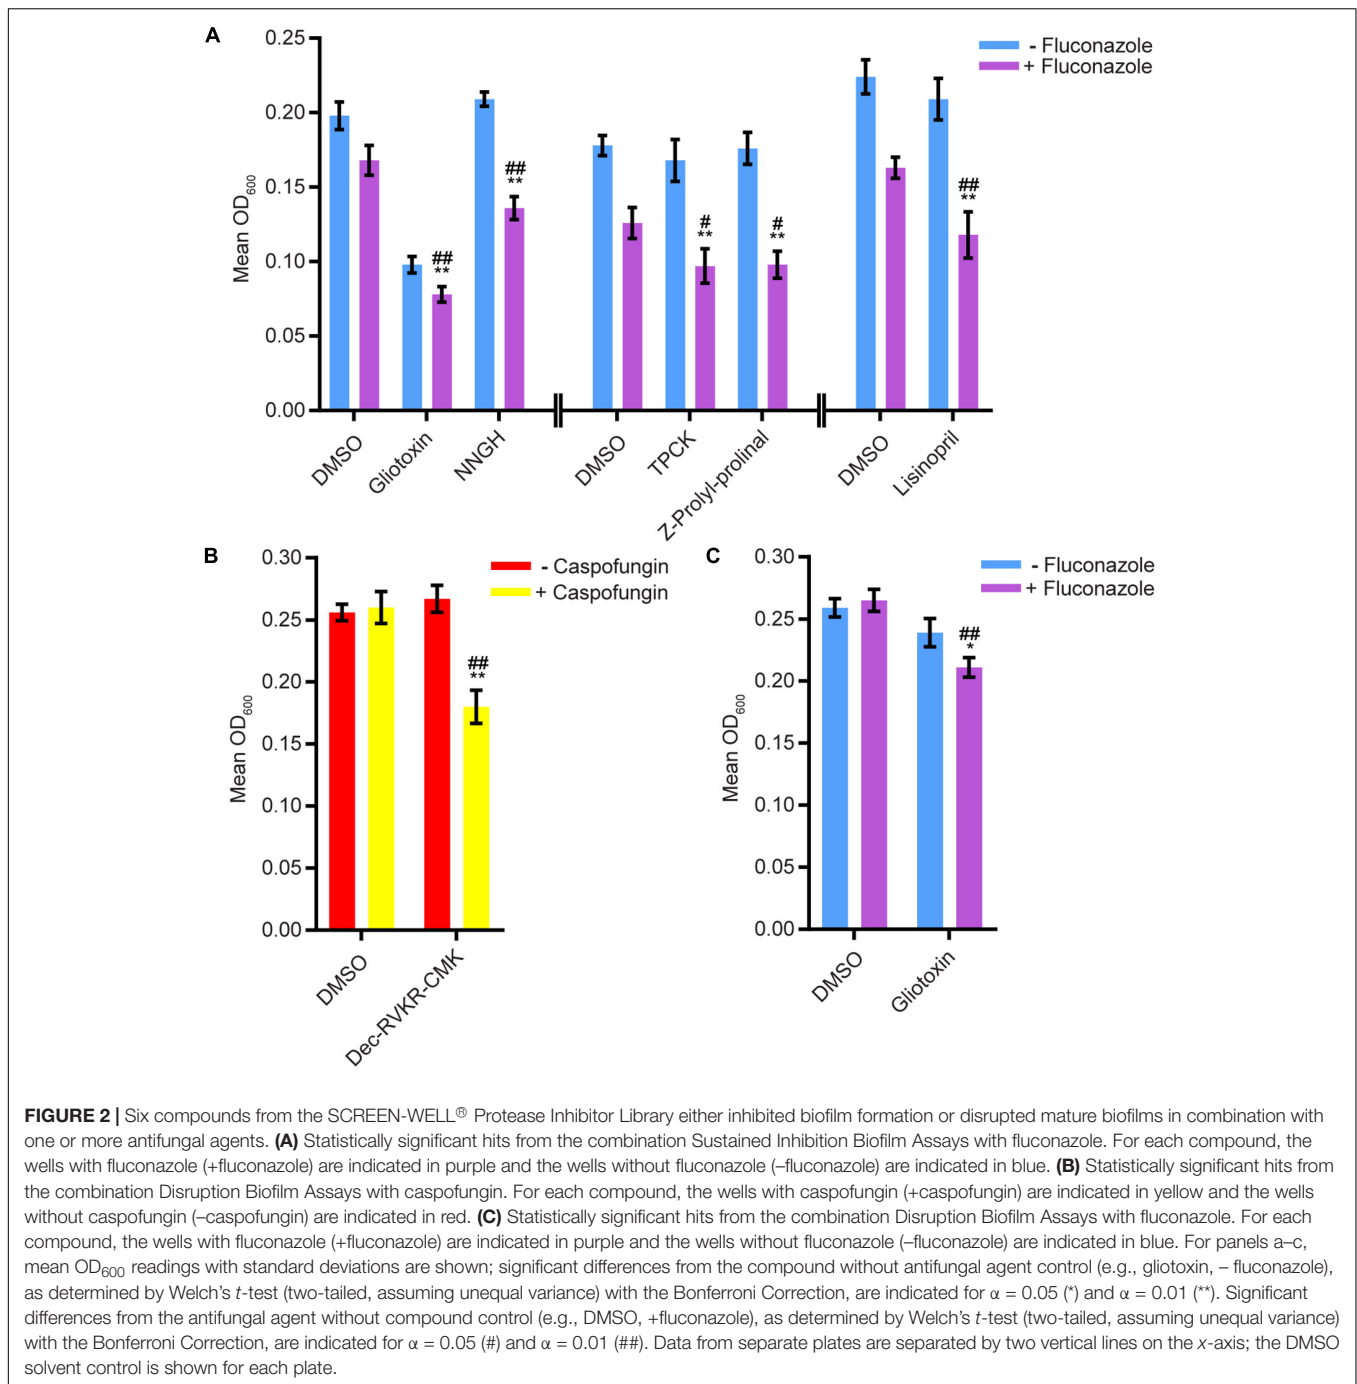 A
0.25
0.20
0.15
0.10
0.05
0.00
Mean OD600
- Fluconazole
+ Fluconazole
##
**
##
**
#
**
#
**
##
**
DMSO
Gliotoxin
NNGH
DMSO
TPCK
Z-Prolyl-prolinal
DMSO
Lisinopril
B
0.30
0.25
0.20
0.15
0.10
0.05
0.00
Mean OD600
- Caspofungin
+ Caspofungin
##
**
DMSO
Dec-RVKR-CMK
C
0.30
0.25
0.20
0.15
0.10
0.05
0.00
Mean OD600
- Fluconazole
+ Fluconazole
##
*
DMSO
Gliotoxin
FIGURE 2 | Six compounds from the SCREEN-WELL® Protease Inhibitor Library either inhibited biofilm formation or disrupted mature biofilms in combination with
one or more antifungal agents. (A) Statistically significant hits from the combination Sustained Inhibition Biofilm Assays with fluconazole. For each compound, the
wells with fluconazole (+fluconazole) are indicated in purple and the wells without fluconazole (–fluconazole) are indicated in blue. (B) Statistically significant hits from
the combination Disruption Biofilm Assays with caspofungin. For each compound, the wells with caspofungin (+caspofungin) are indicated in yellow and the wells
without caspofungin (–caspofungin) are indicated in red. (C) Statistically significant hits from the combination Disruption Biofilm Assays with fluconazole. For each
compound, the wells with fluconazole (+fluconazole) are indicated in purple and the wells without fluconazole (–fluconazole) are indicated in blue. For panels a–c,
mean OD600 readings with standard deviations are shown; significant differences from the compound without antifungal agent control (e.g., gliotoxin, – fluconazole),
as determined by Welch's t-test (two-tailed, assuming unequal variance) with the Bonferroni Correction, are indicated for α = 0.05 (*) and α = 0.01 (**). Significant
differences from the antifungal agent without compound control (e.g., DMSO, +fluconazole), as determined by Welch's t-test (two-tailed, assuming unequal variance)
with the Bonferroni Correction, are indicated for α = 0.05 (#) and α = 0.01 (##). Data from separate plates are separated by two vertical lines on the x-axis; the DMSO
solvent control is shown for each plate.